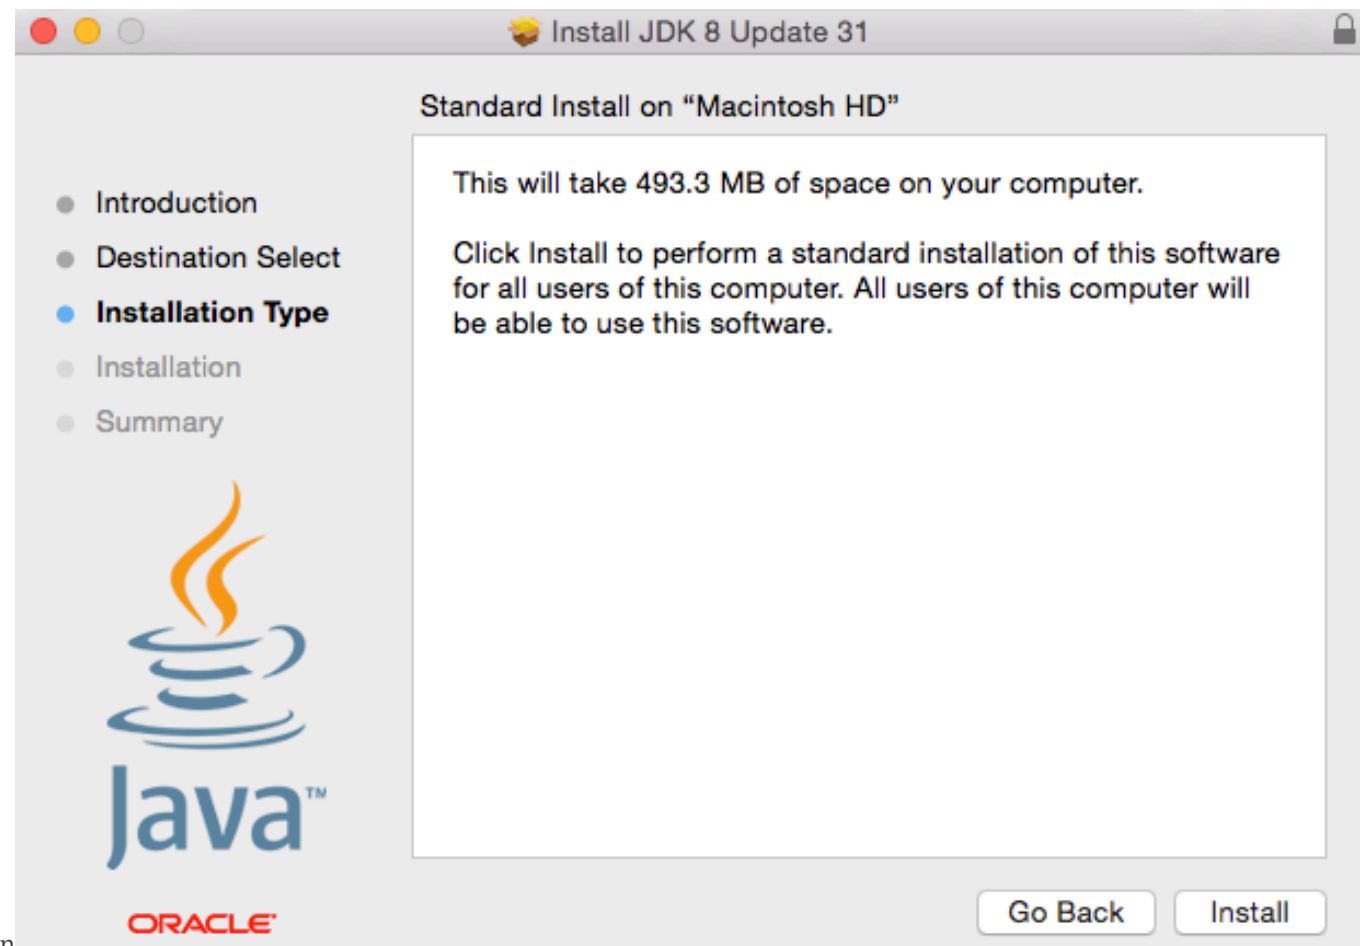 Install JDK 8 Update 31
Standard Install on “Macintosh HD”
Introduction
Destination Select
Installation Type
Installation
Summary
This will take 493.3 MB of space on your computer.
Click Install to perform a standard installation of this software
for all users of this computer. All users of this computer will
be able to use this software.
Java™
ORACLE®
Go Back
Install